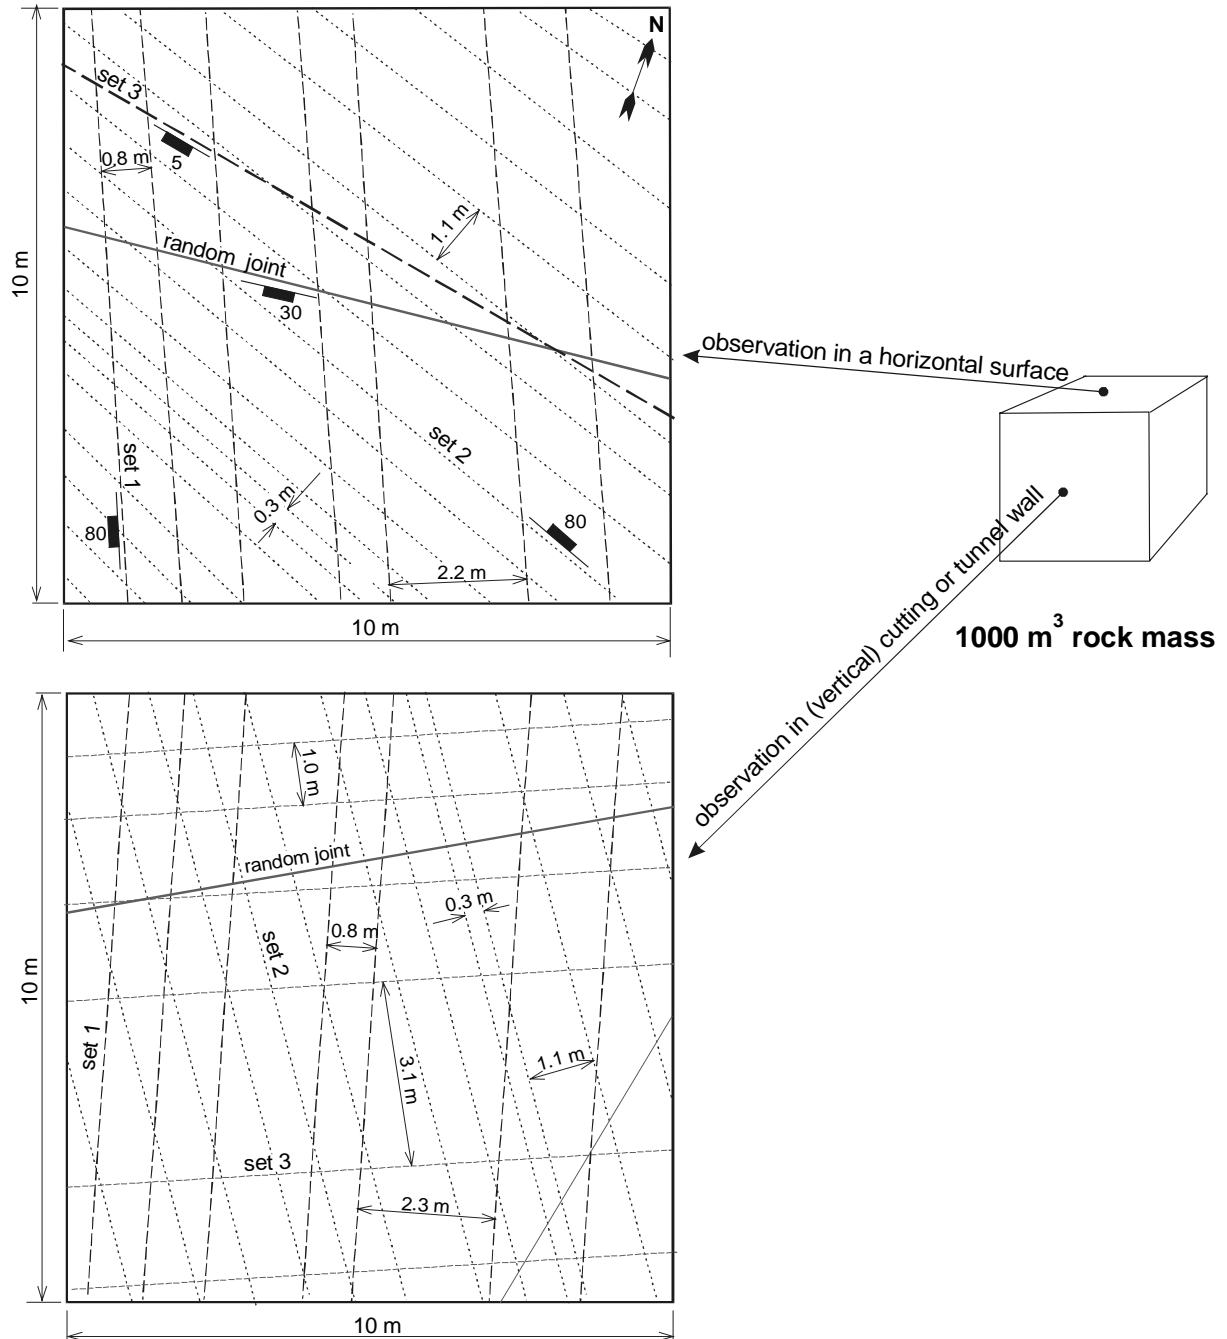 N
set 3
0.8 m
5
1.1 m
random joint
30
10 m
observation in a horizontal surface
set 2
set 1
0.3 m
80
80
2.2 m
10 m
observation in (vertical) cutting or tunnel wall
1000 m³ rock mass
1.0 m
random joint
0.3 m
0.8 m
set 2
10 m
set 1
3.1 m
1.1 m
set 3
2.3 m
10 m